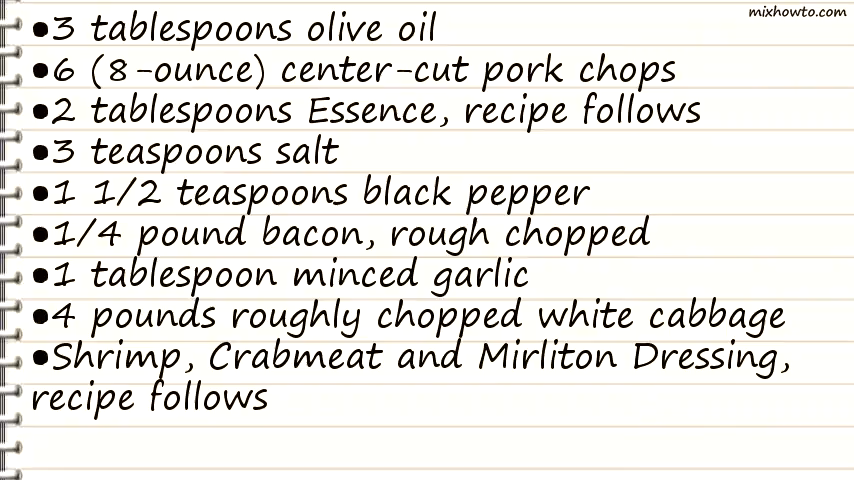 mixhowto.com
•3 tablespoons olive oil
•6 (8-ounce) center-cut pork chops
•2 tablespoons Essence, recipe follows
•3 teaspoons salt
•1 1/2 teaspoons black pepper
•1/4 pound bacon, rough chopped
•1 tablespoon minced garlic
•4 pounds roughly chopped white cabbage
•Shrimp, Crabmeat and Mirliton Dressing,
recipe follows